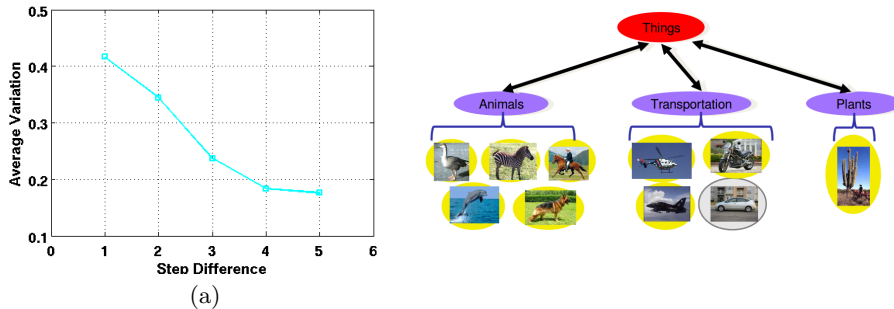 0.5
0.4
0.3
0.2
0.1
Average Variation
0 1 2 3 4 5 6
Step Difference
(a)
Things
Animals Transportation Plants